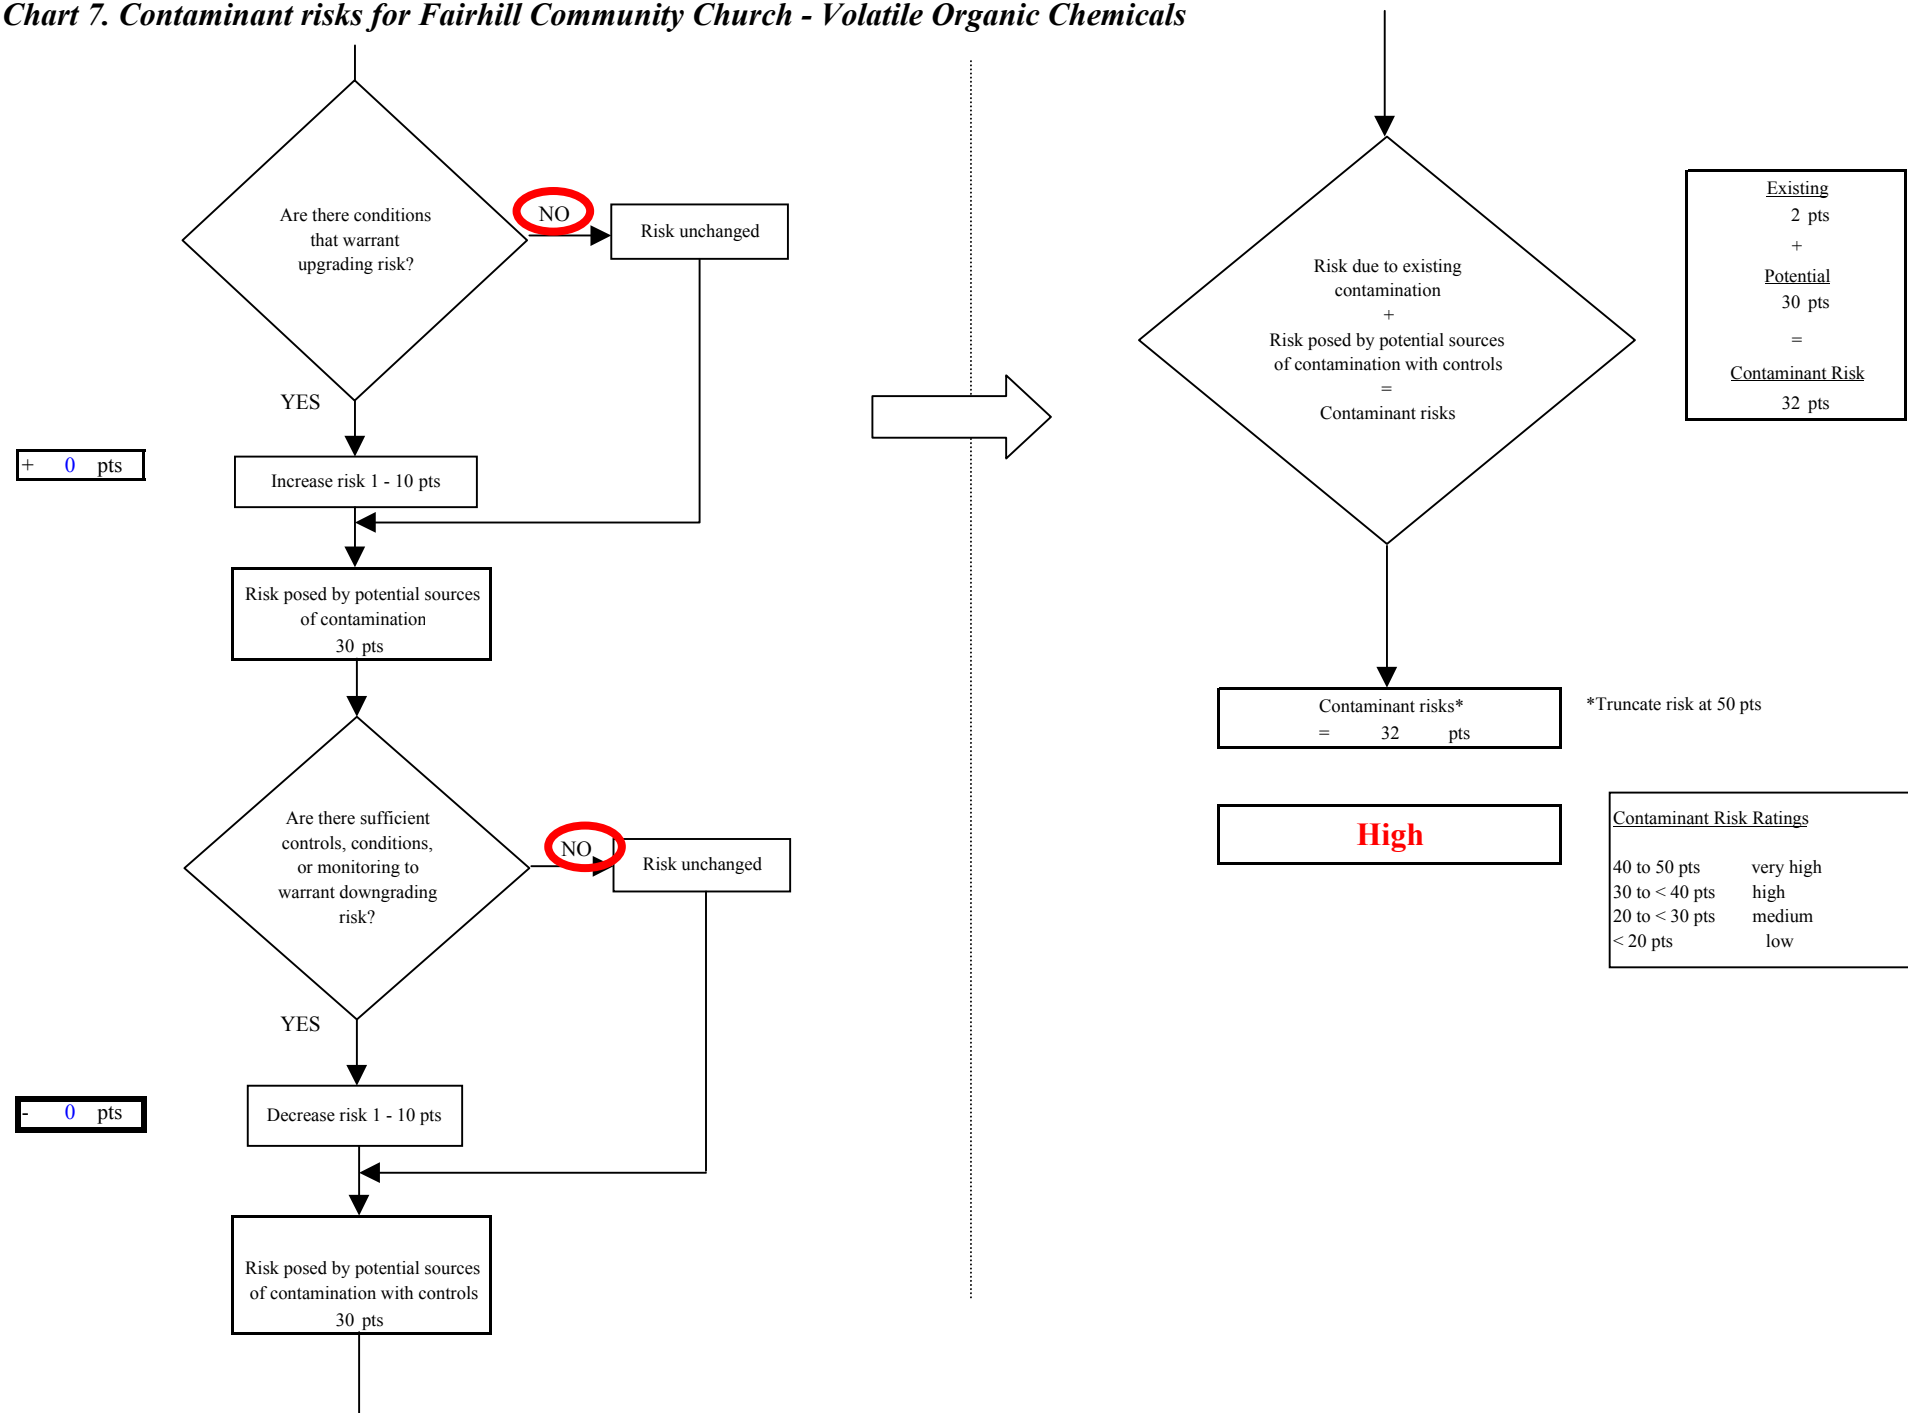 Chart 7. Contaminant risks for Fairhill Community Church - Volatile Organic Chemicals
Are there conditions
that warrant
upgrading risk?
NO
Risk unchanged
YES
+ 0 pts
Increase risk 1 - 10 pts
Risk posed by potential sources
of contamination
30 pts
Are there sufficient
controls, conditions,
or monitoring to
warrant downgrading
risk?
NO
Risk unchanged
YES
- 0 pts
Decrease risk 1 - 10 pts
Risk posed by potential sources
of contamination with controls
30 pts
Risk due to existing
contamination
+
Risk posed by potential sources
of contamination with controls
=
Contaminant risks
Existing
2 pts
+
Potential
30 pts
=
Contaminant Risk
32 pts
Contaminant risks*
= 32 pts
*Truncate risk at 50 pts
High
Contaminant Risk Ratings
40 to 50 pts very high
30 to < 40 pts high
20 to < 30 pts medium
< 20 pts low